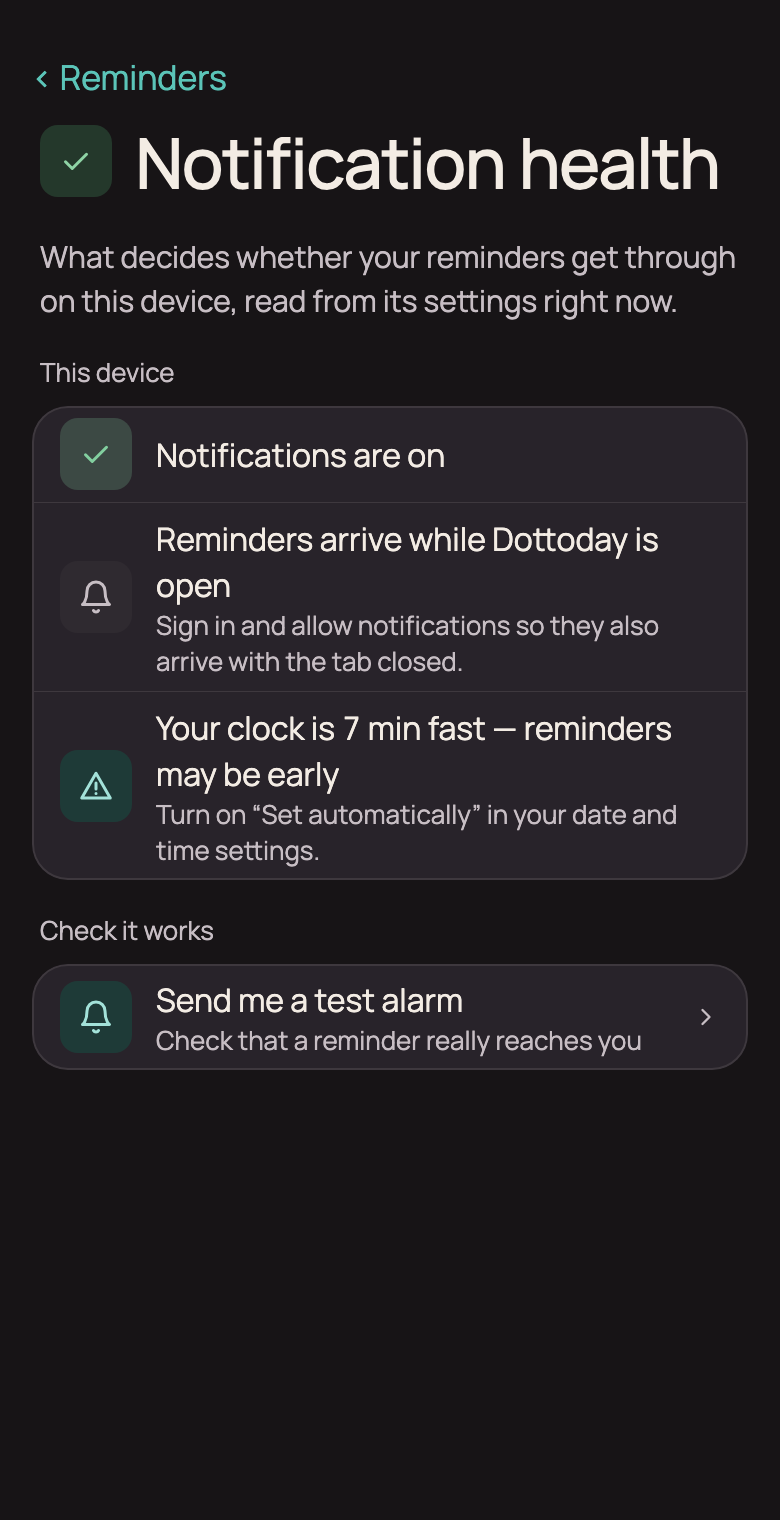 Reminders
Notification health
What decides whether your reminders get through
on this device, read from its settings right now.
This device
Notifications are on
Reminders arrive while Dottoday is
open
Sign in and allow notifications so they also
arrive with the tab closed.
Your clock is 7 min fast — reminders
may be early
Turn on “Set automatically” in your date and
time settings.
Check it works
Send me a test alarm
Check that a reminder really reaches you